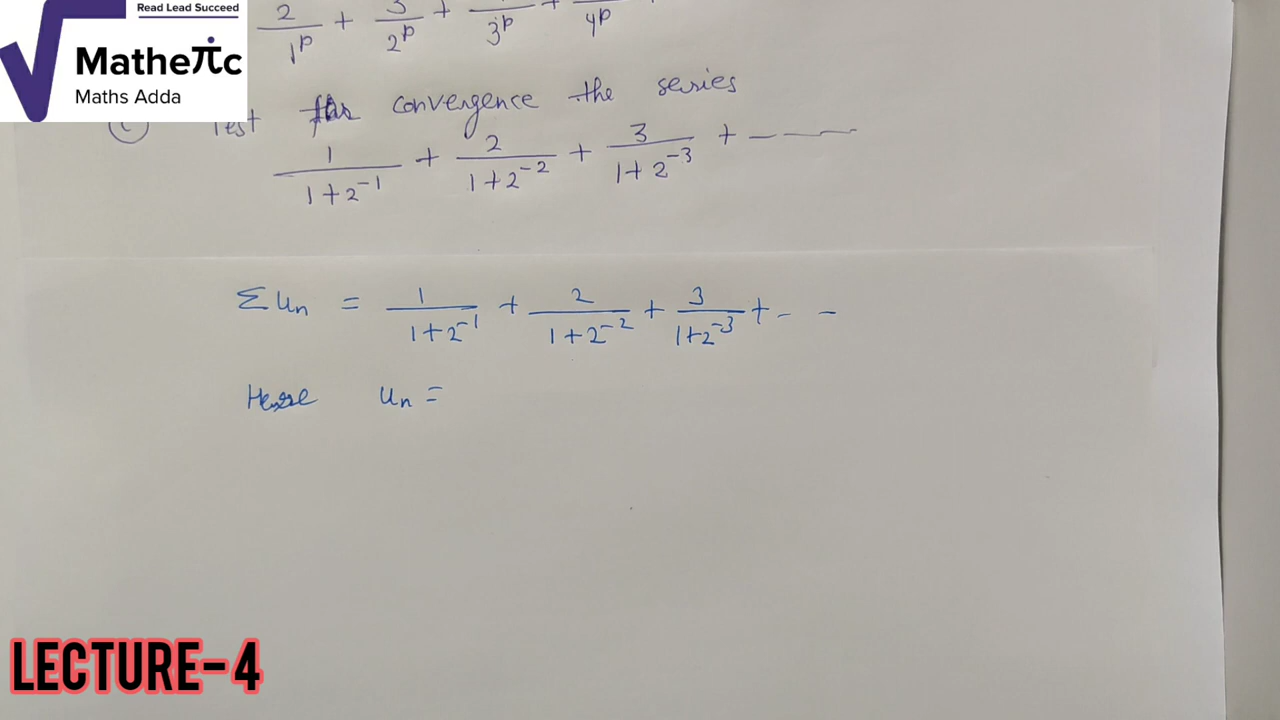 Read Lead Succeed
Matheπc
Maths Adda
2/1^p + 3/2^p + /3^p + /4^p
Test for convergence the series
1/(1+2^-1) + 2/(1+2^-2) + 3/(1+2^-3) + - - -
Σu_n = 1/(1+2^-1) + 2/(1+2^-2) + 3/(1+2^-3) + - -
Here u_n =
LECTURE-4